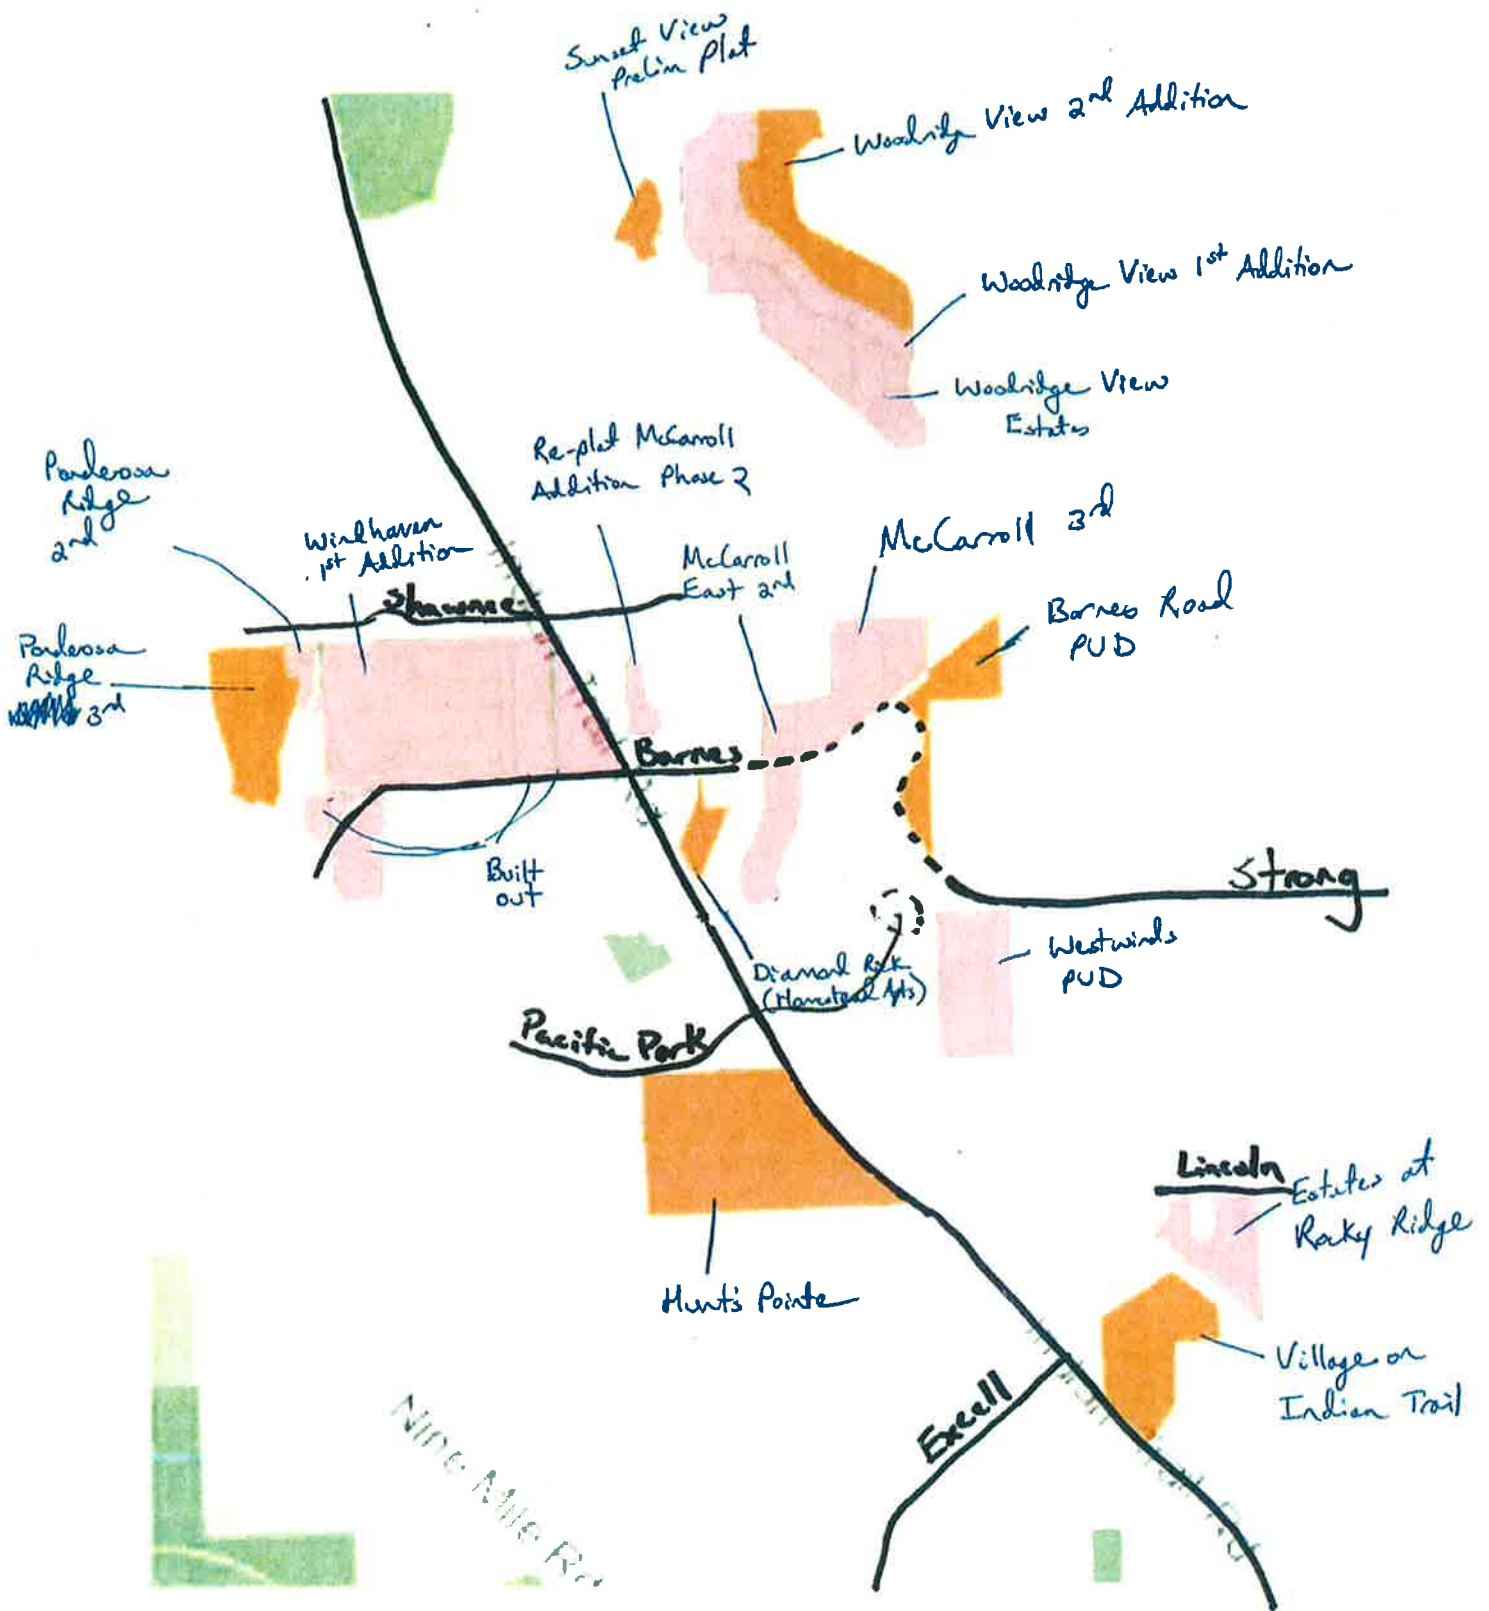 Sunset View
Prelim Plat
Woodridge View 2nd Addition
Woodridge View 1st Addition
Woodridge View
Estates
Re-plat McCarroll
Addition Phase 2
Ponderosa
Ridge
2nd
Windhaven
1st Addition
McCarroll
East 2nd
McCarroll 3rd
Shawnee
Barnes Road
PUD
Ponderosa
Ridge
3rd
Barnes
Built
out
Strong
Westwinds
PUD
Diamond Rock
(Homestead Apts)
Pacific Park
Lincoln
Estates at
Rocky Ridge
Hunt's Pointe
Village on
Indian Trail
Excell
Nine Mile Rd